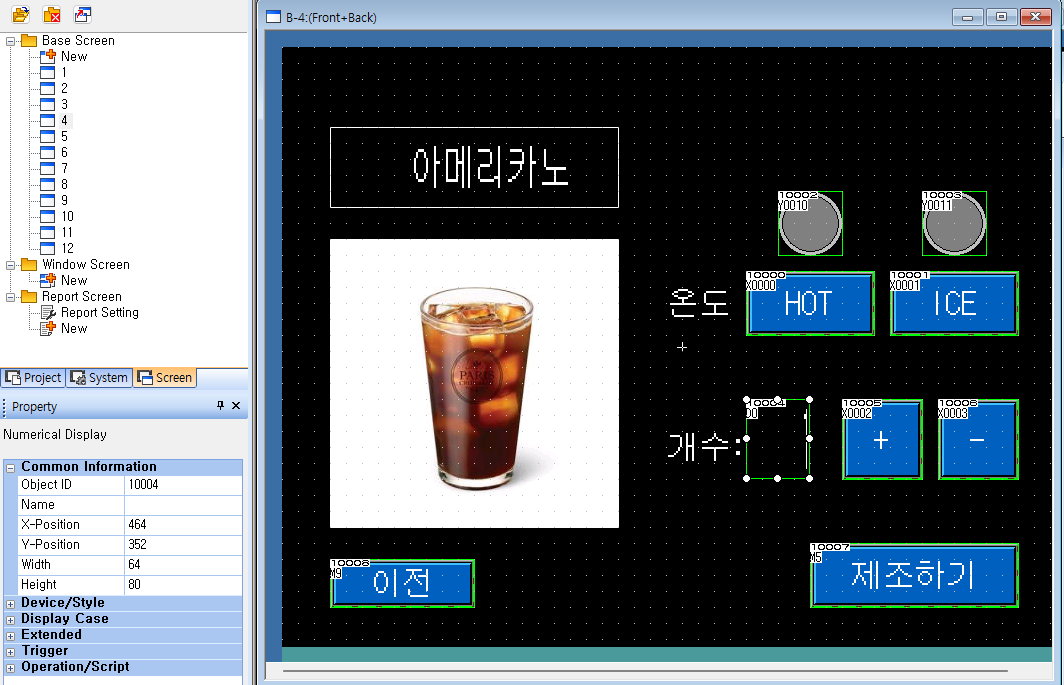 B-4:(Front+Back)
Base Screen
New
1
2
3
4
5
6
7
8
9
10
11
12
Window Screen
New
Report Screen
Report Setting
New
Project
System
Screen
Property
Numerical Display
Common Information
Object ID 10004
Name
X-Position 464
Y-Position 352
Width 64
Height 80
Device/Style
Display Case
Extended
Trigger
Operation/Script
아메리카노
10002
Y0010
10003
Y0011
온도
10000
X0000
HOT
10001
X0001
ICE
PARIS
개수:
10004
D0
10005
X0002
+
10006
X0003
-
10008
M9
이전
10007
M5
제조하기